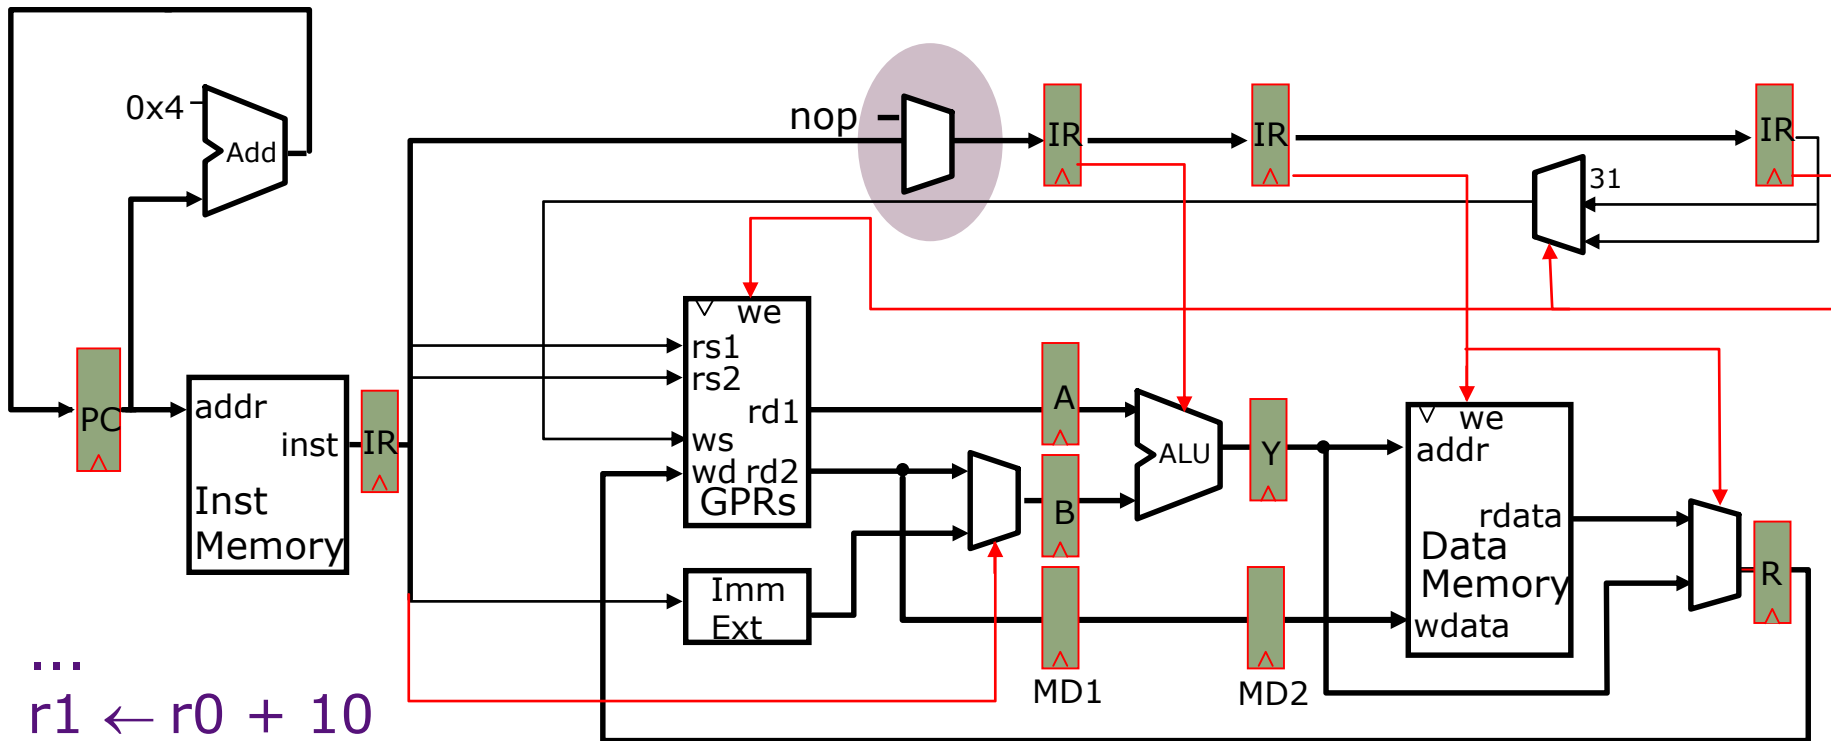 0x4
Add
nop
IR
IR
IR
31
we
rs1
rs2
rd1
ws
wd rd2
GPRs
PC
addr
inst
Inst
Memory
IR
A
B
ALU
Y
we
addr
rdata
Data
Memory
wdata
R
Imm
Ext
MD1
MD2
...
r1 ← r0 + 10